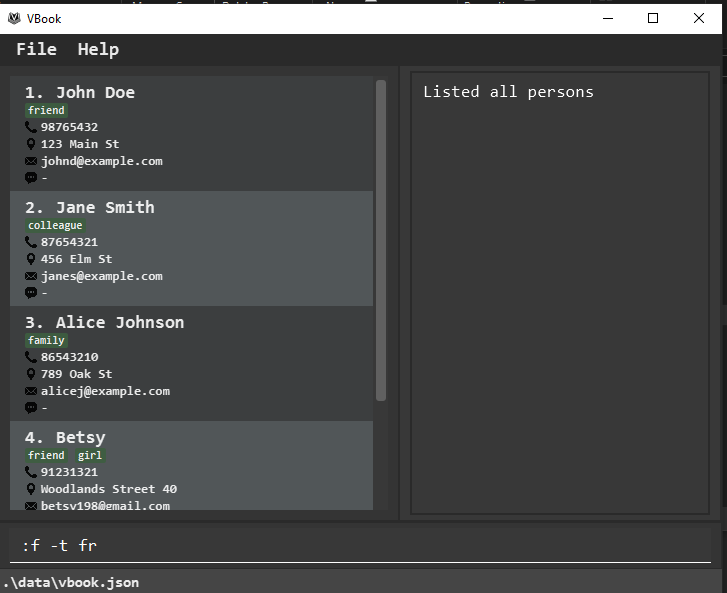 VBook
File Help
1. John Doe
friend
98765432
123 Main St
johnd@example.com
-
2. Jane Smith
colleague
87654321
456 Elm St
janes@example.com
-
3. Alice Johnson
family
86543210
789 Oak St
alicej@example.com
-
4. Betsy
friend girl
91231321
Woodlands Street 40
betsy198@gmail.com
Listed all persons
:f -t fr
.\data\vbook.json